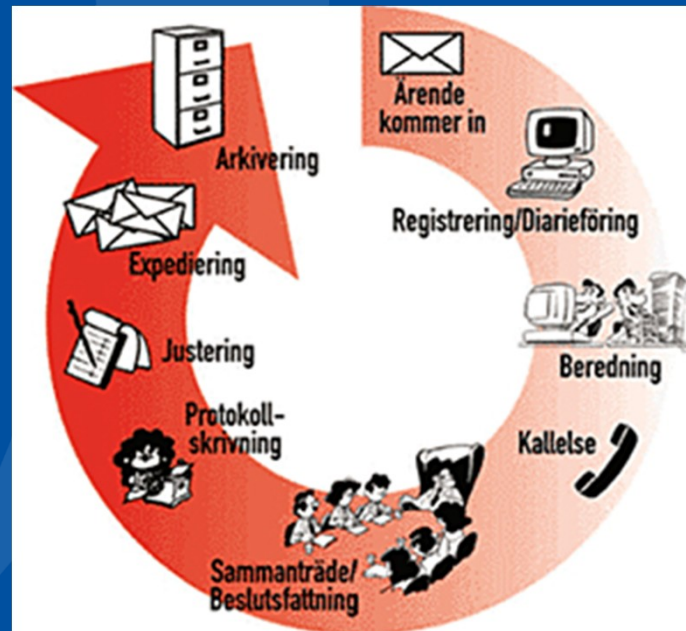 Ärende
kommer in
Registrering/Diarieföring
Beredning
Kallelse
Sammanträde/
Beslutsfattning
Protokoll-
skrivning
Justering
Expediering
Arkivering